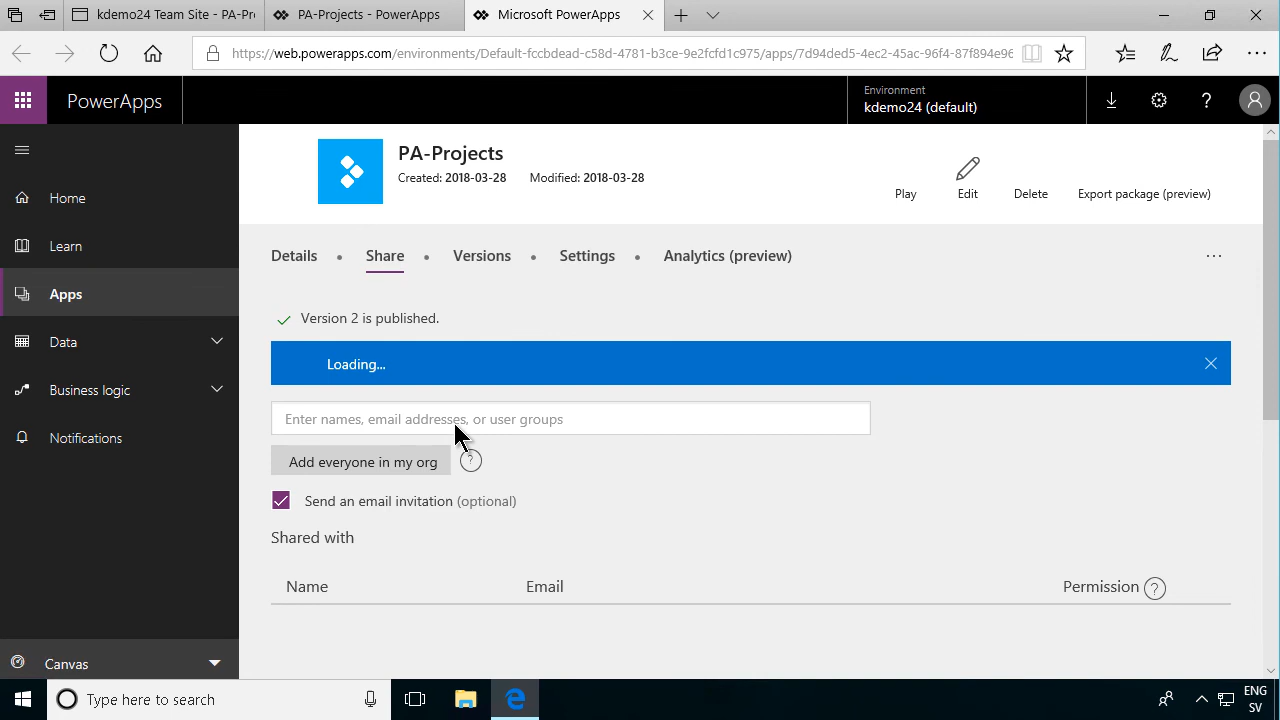 kdemo24 Team Site - PA-Pr
PA-Projects - PowerApps
Microsoft PowerApps
https://web.powerapps.com/environments/Default-fccbdead-c58d-4781-b3ce-9e2fcfd1c975/apps/7d94ded5-4ec2-45ac-96f4-87f894e96
PowerApps
Environment
kdemo24 (default)
?
Home
Learn
Apps
Data
Business logic
Notifications
Canvas
PA-Projects
Created: 2018-03-28 Modified: 2018-03-28
Play
Edit
Delete
Export package (preview)
Details • Share • Versions • Settings • Analytics (preview)
Version 2 is published.
Loading...
Enter names, email addresses, or user groups
Add everyone in my org ?
Send an email invitation (optional)
Shared with
Name Email Permission ?
Type here to search
ENG
SV